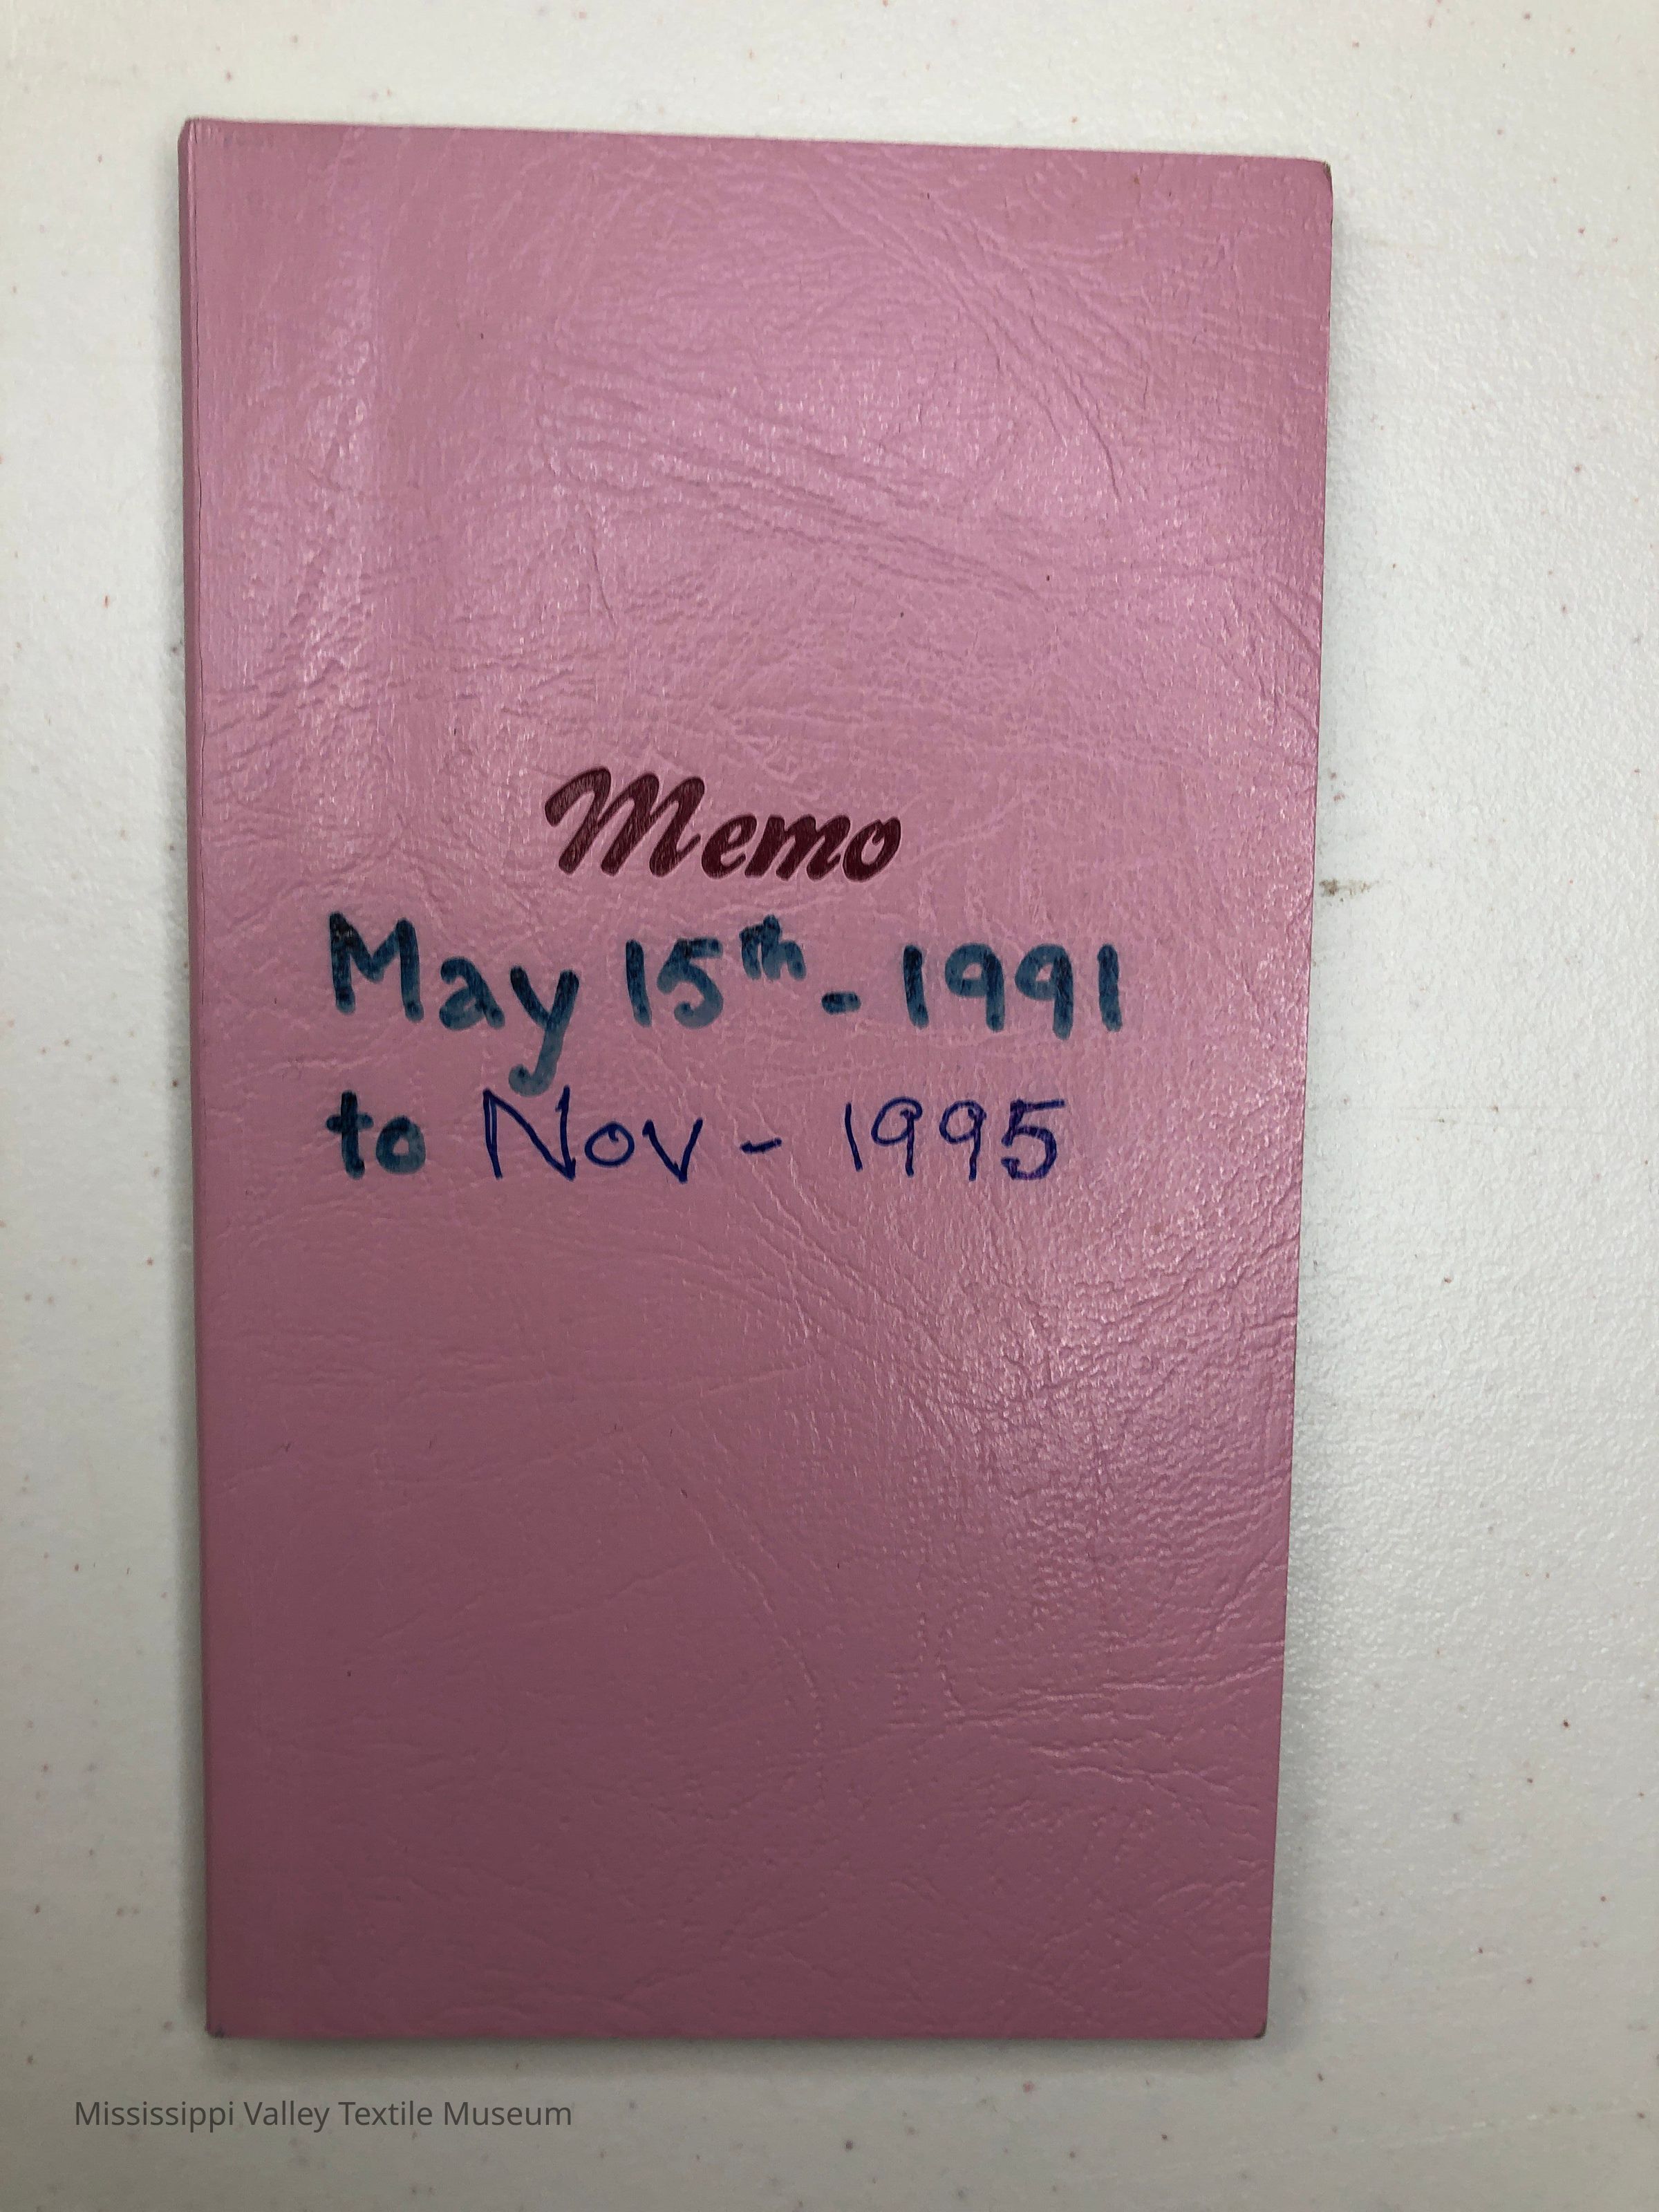 Memo
May 15th - 1991
to Nov - 1995
Mississippi Valley Textile Museum